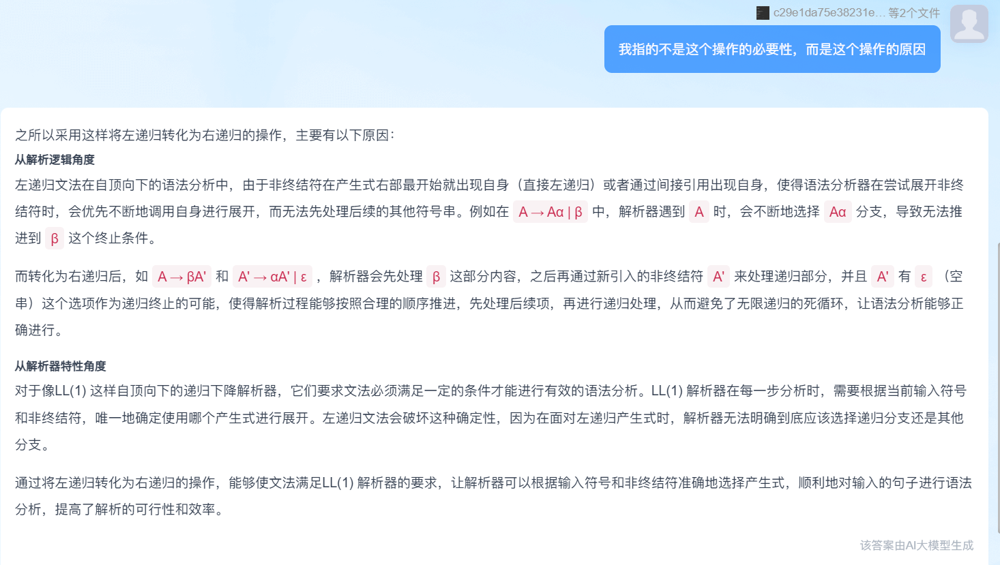 c29e1da75e38231e... 等2个文件
我指的不是这个操作的必要性，而是这个操作的原因
之所以采用这样将左递归转化为右递归的操作，主要有以下原因：
从解析逻辑角度
左递归文法在自顶向下的语法分析中，由于非终结符在产生式右部最开始就出现自身（直接左递归）或者通过间接引用出现自身，使得语法分析器在尝试展开非终
结符时，会优先不断地调用自身进行展开，而无法先处理后续的其他符号串。例如在 A → Aα | β 中，解析器遇到 A 时，会不断地选择 Aα 分支，导致无法推
进到 β 这个终止条件。
而转化为右递归后，如 A → βA' 和 A' → αA' | ε ，解析器会先处理 β 这部分内容，之后再通过新引入的非终结符 A' 来处理递归部分，并且 A' 有 ε （空
串）这个选项作为递归终止的可能，使得解析过程能够按照合理的顺序推进，先处理后续项，再进行递归处理，从而避免了无限递归的死循环，让语法分析能够正
确进行。
从解析器特性角度
对于像LL(1) 这样自顶向下的递归下降解析器，它们要求文法必须满足一定的条件才能进行有效的语法分析。LL(1) 解析器在每一步分析时，需要根据当前输入符号
和非终结符，唯一地确定使用哪个产生式进行展开。左递归文法会破坏这种确定性，因为在面对左递归产生式时，解析器无法明确到底应该选择递归分支还是其他
分支。
通过将左递归转化为右递归的操作，能够使文法满足LL(1) 解析器的要求，让解析器可以根据输入符号和非终结符准确地选择产生式，顺利地对输入的句子进行语法
分析，提高了解析的可行性和效率。
该答案由AI大模型生成